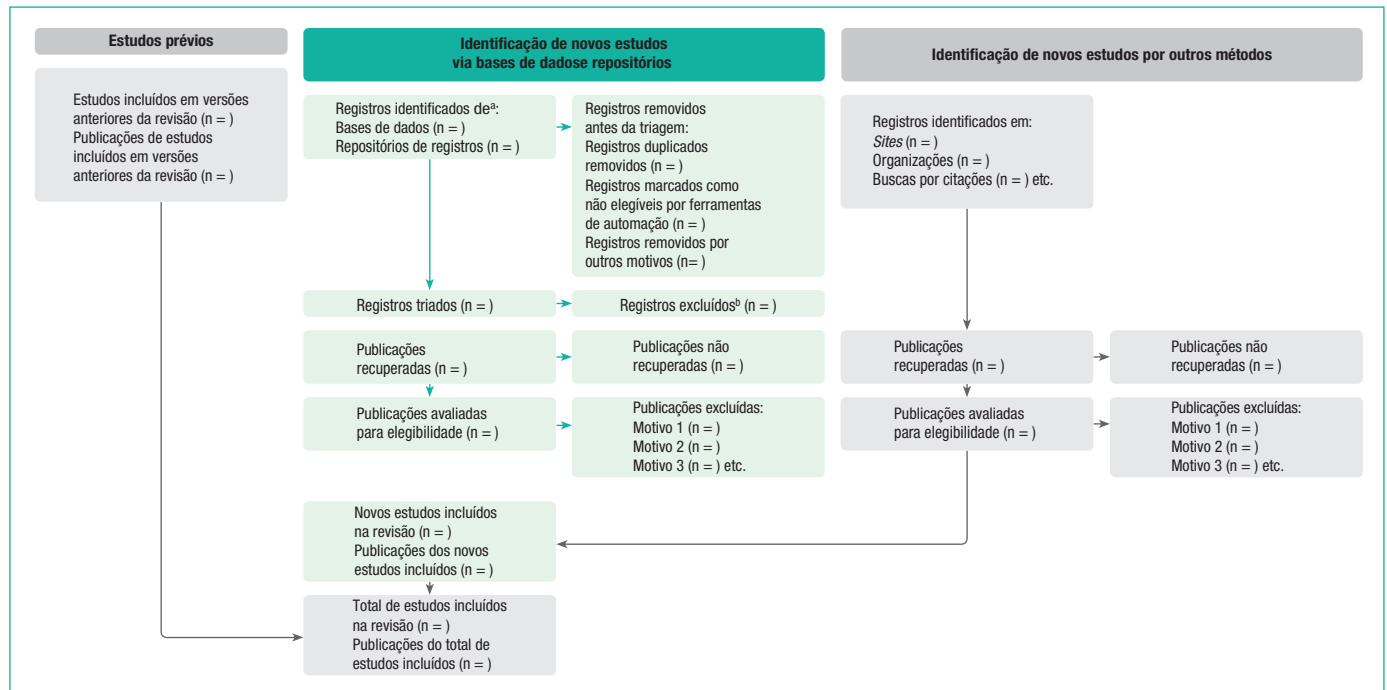 Estudos prévios
Estudos incluídos em versões
anteriores da revisão (n = )
Publicações de estudos
incluídos em versões
anteriores da revisão (n = )
Identificação de novos estudos
via bases de dadose repositórios
Registros identificados deª:
Bases de dados (n = )
Repositórios de registros (n = )
Registros removidos
antes da triagem:
Registros duplicados
removidos (n = )
Registros marcados como
não elegíveis por ferramentas
de automação (n = )
Registros removidos por
outros motivos (n= )
Registros triados (n = )
Registros excluídosᵇ (n = )
Publicações
recuperadas (n = )
Publicações não
recuperadas (n = )
Publicações avaliadas
para elegibilidade (n = )
Publicações excluídas:
Motivo 1 (n = )
Motivo 2 (n = )
Motivo 3 (n = ) etc.
Identificação de novos estudos por outros métodos
Registros identificados em:
Sites (n = )
Organizações (n = )
Buscas por citações (n = ) etc.
Publicações
recuperadas (n = )
Publicações não
recuperadas (n = )
Publicações avaliadas
para elegibilidade (n = )
Publicações excluídas:
Motivo 1 (n = )
Motivo 2 (n = )
Motivo 3 (n = ) etc.
Novos estudos incluídos
na revisão (n = )
Publicações dos novos
estudos incluídos (n = )
Total de estudos incluídos
na revisão (n = )
Publicações do total de
estudos incluídos (n = )